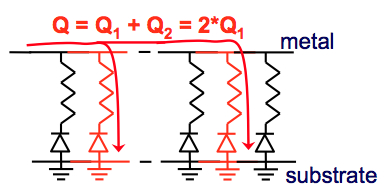 Q = Q₁ + Q₂ = 2*Q₁
metal
substrate